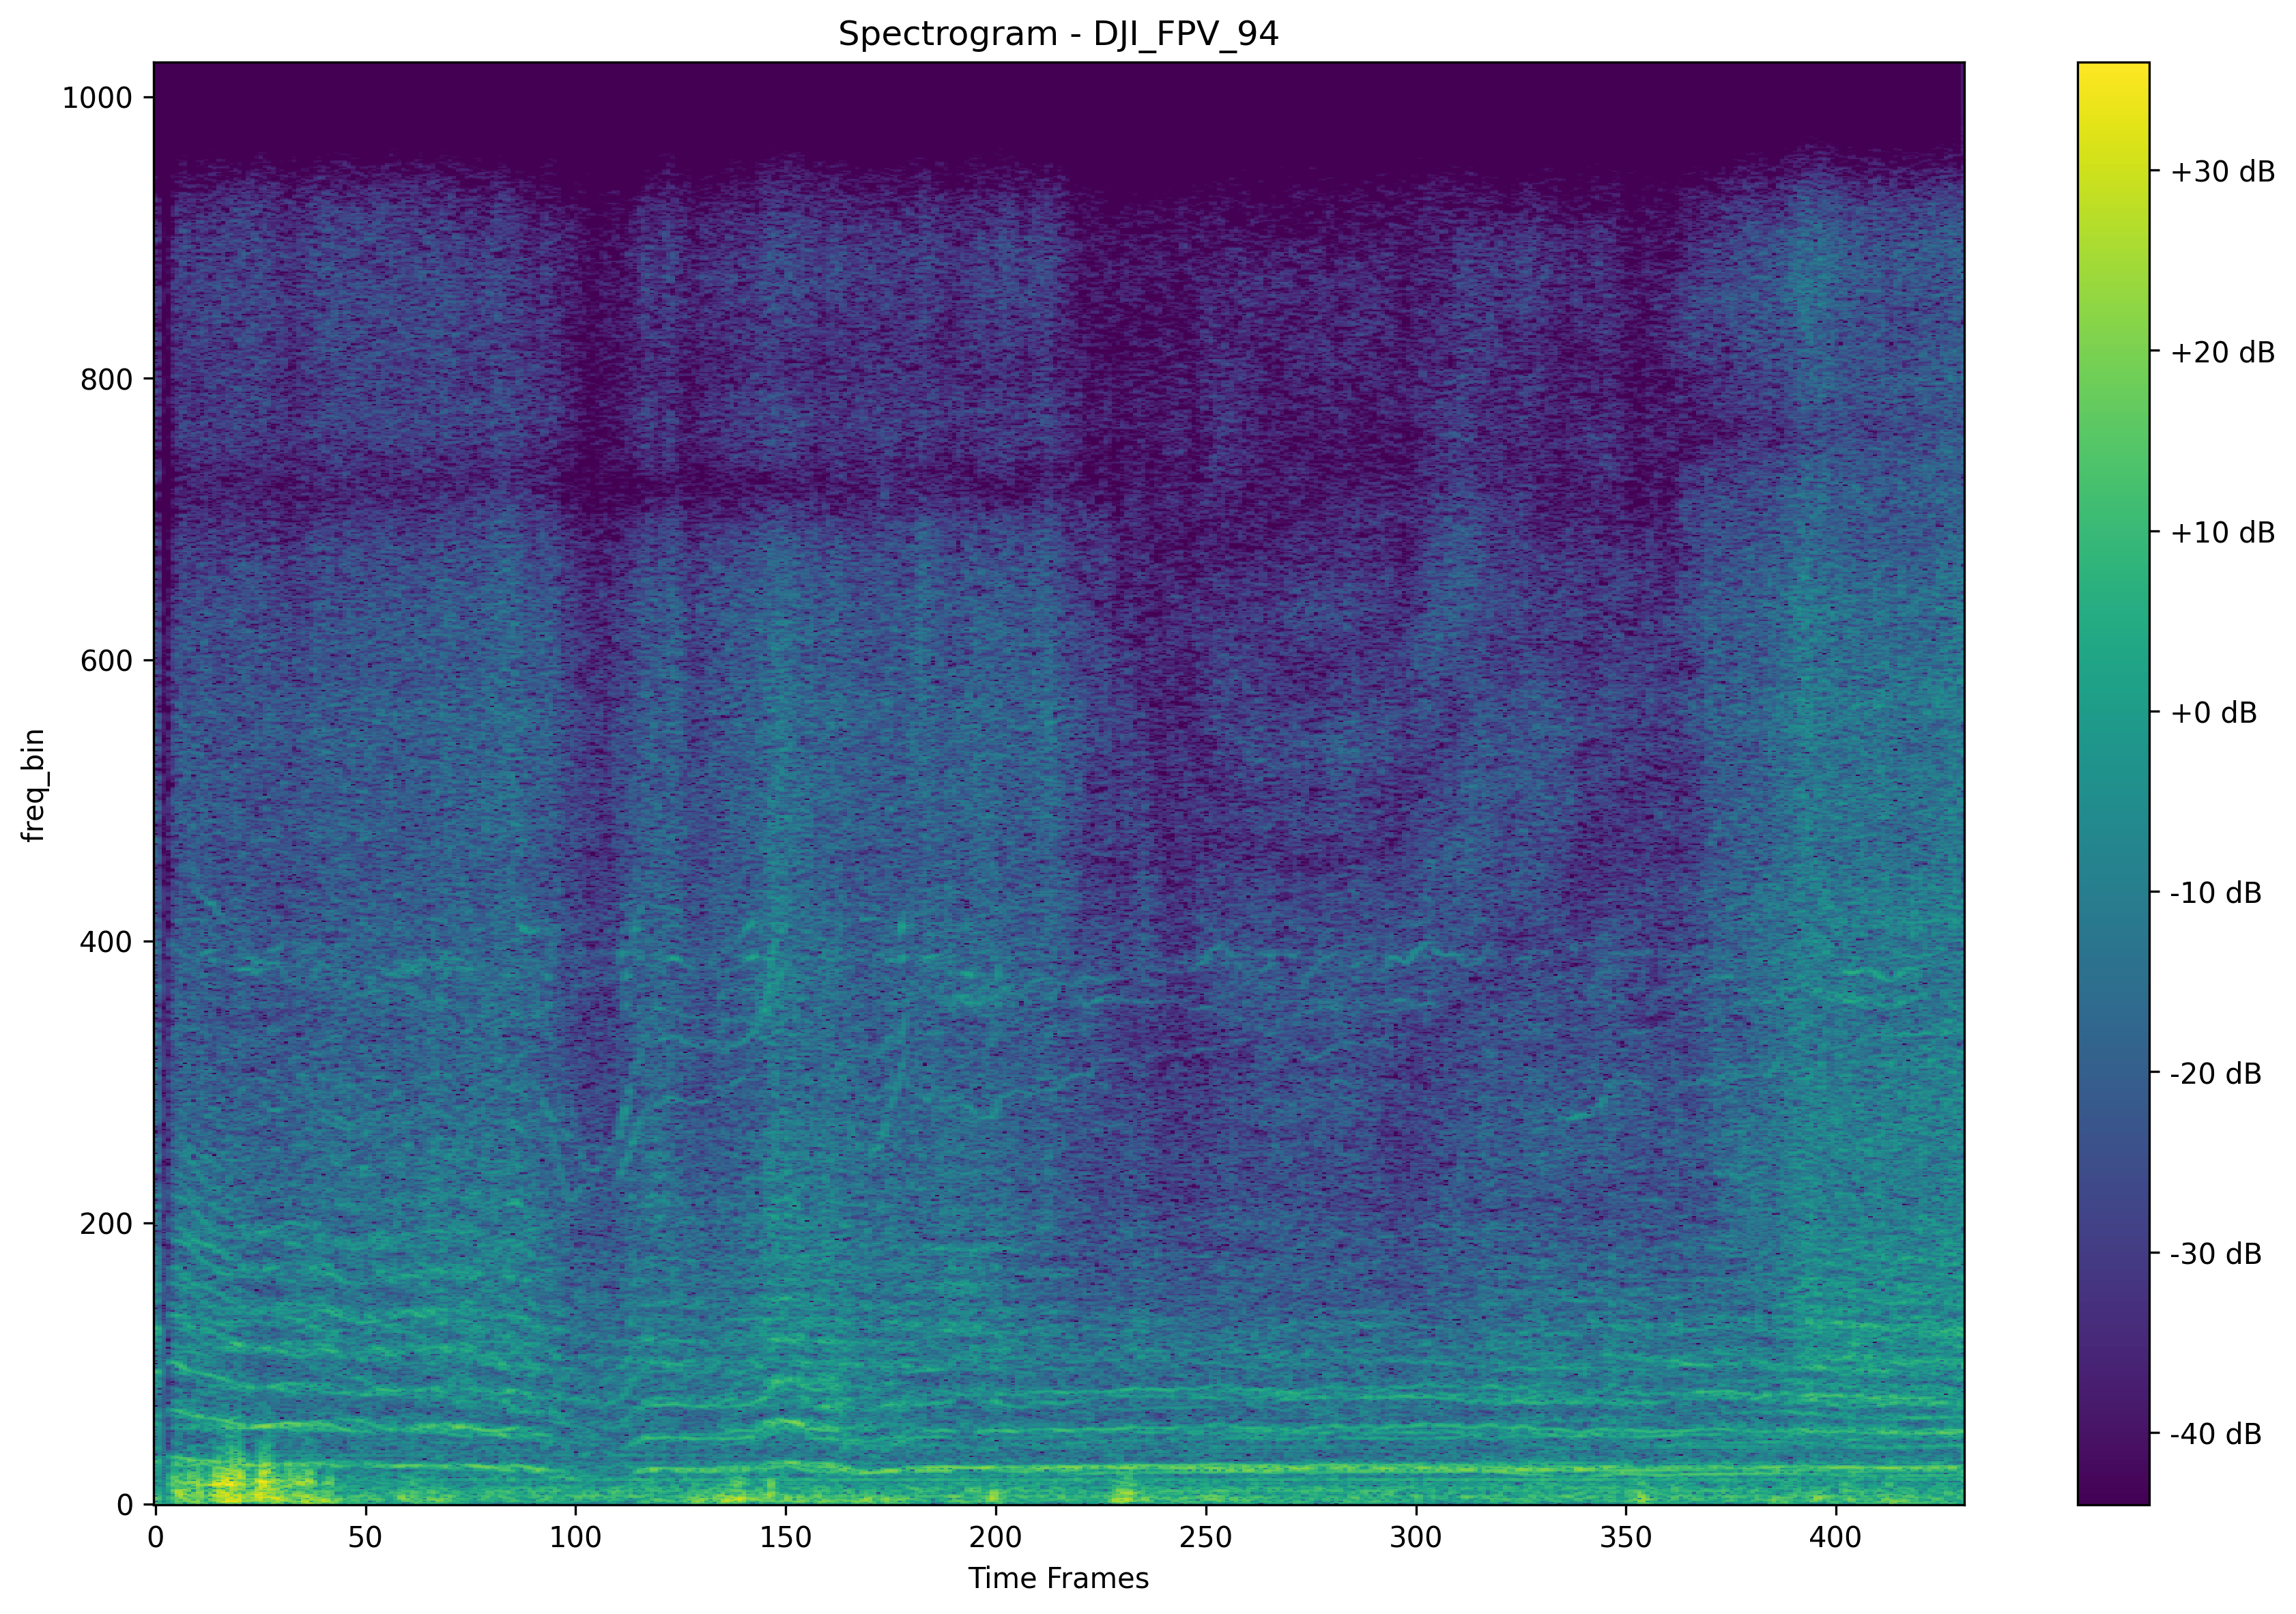 Spectrogram - DJI_FPV_94
1000
800
600
400
200
0
freq_bin
0 50 100 150 200 250 300 350 400
Time Frames
+30 dB
+20 dB
+10 dB
+0 dB
-10 dB
-20 dB
-30 dB
-40 dB